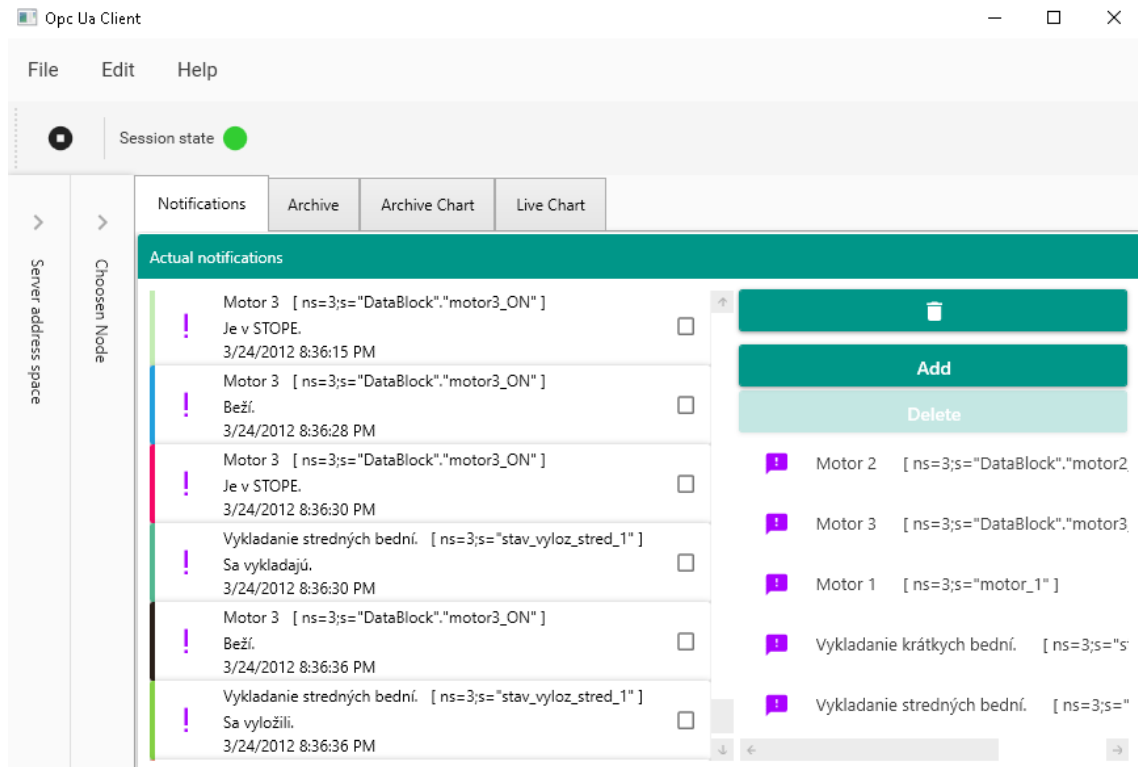 Opc Ua Client
File Edit Help
Session state
Server address space
Choosen Node
Notifications Archive Archive Chart Live Chart
Actual notifications
Motor 3 [ ns=3;s="DataBlock"."motor3_ON" ]
Je v STOPE.
3/24/2012 8:36:15 PM
Motor 3 [ ns=3;s="DataBlock"."motor3_ON" ]
Beží.
3/24/2012 8:36:28 PM
Motor 3 [ ns=3;s="DataBlock"."motor3_ON" ]
Je v STOPE.
3/24/2012 8:36:30 PM
Vykladanie stredných bední. [ ns=3;s="stav_vyloz_stred_1" ]
Sa vykladajú.
3/24/2012 8:36:30 PM
Motor 3 [ ns=3;s="DataBlock"."motor3_ON" ]
Beží.
3/24/2012 8:36:36 PM
Vykladanie stredných bední. [ ns=3;s="stav_vyloz_stred_1" ]
Sa vyložili.
3/24/2012 8:36:36 PM
Add
Delete
Motor 2 [ ns=3;s="DataBlock"."motor2_
Motor 3 [ ns=3;s="DataBlock"."motor3_
Motor 1 [ ns=3;s="motor_1" ]
Vykladanie krátkych bední. [ ns=3;s="s
Vykladanie stredných bední. [ ns=3;s="